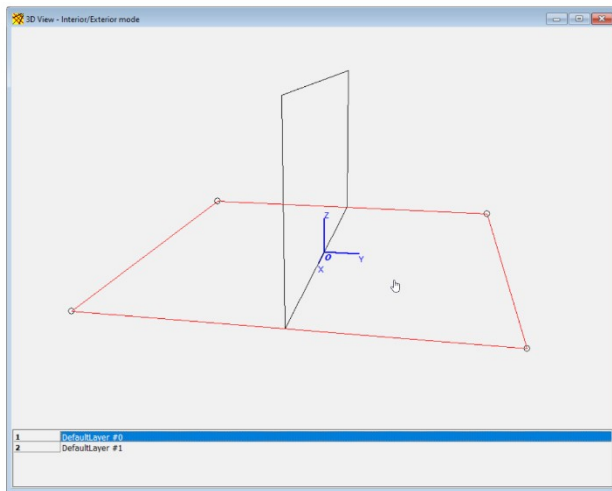 3D View - Interior/Exterior mode
Z
O
Y
X
1 DefaultLayer #0
2 DefaultLayer #1